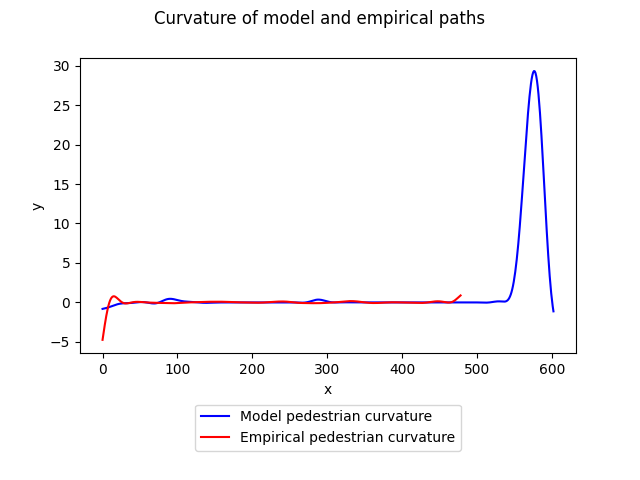 Curvature of model and empirical paths
30
25
20
15
10
5
0
−5
y
0 100 200 300 400 500 600
x
Model pedestrian curvature
Empirical pedestrian curvature